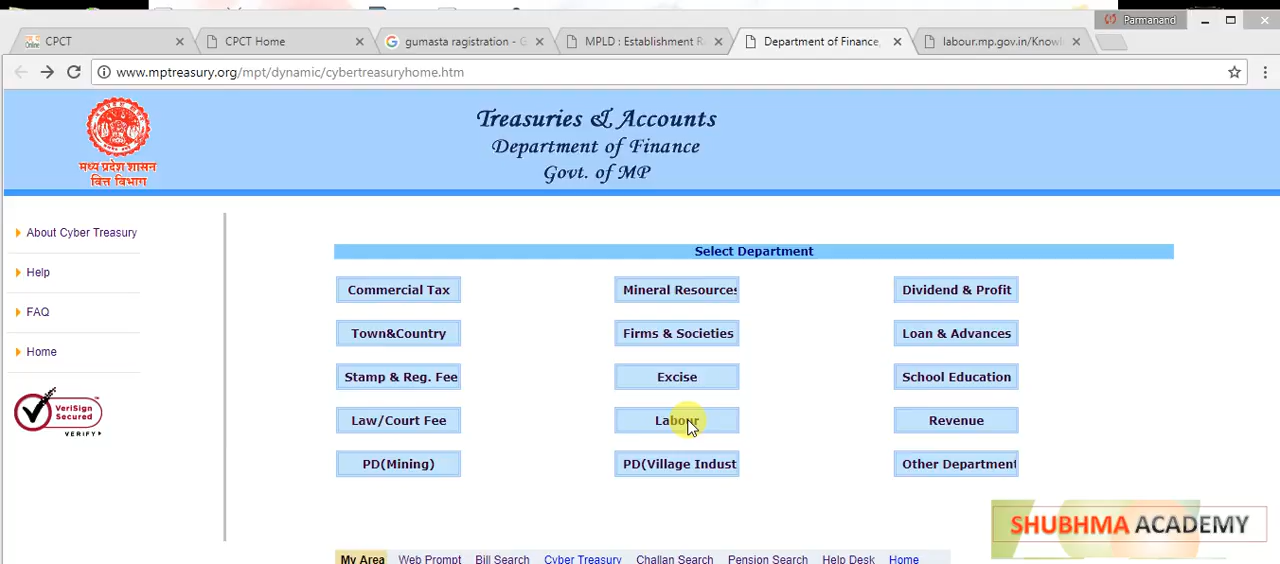 Parmanand
CPCT
CPCT Home
gumasta ragistration - G
MPLD : Establishment R
Department of Finance,
labour.mp.gov.in/Knowl
www.mptreasury.org/mpt/dynamic/cybertreasuryhome.htm
मध्य प्रदेश शासन
वित्त विभाग
Treasuries & Accounts
Department of Finance
Govt. of MP
About Cyber Treasury
Help
FAQ
Home
VeriSign
Secured
VERIFY
Select Department
Commercial Tax
Mineral Resources
Dividend & Profit
Town&Country
Firms & Societies
Loan & Advances
Stamp & Reg. Fee
Excise
School Education
Law/Court Fee
Labour
Revenue
PD(Mining)
PD(Village Indust
Other Department
SHUBHMA ACADEMY
My Area Web Prompt Bill Search Cyber Treasury Challan Search Pension Search Help Desk Home